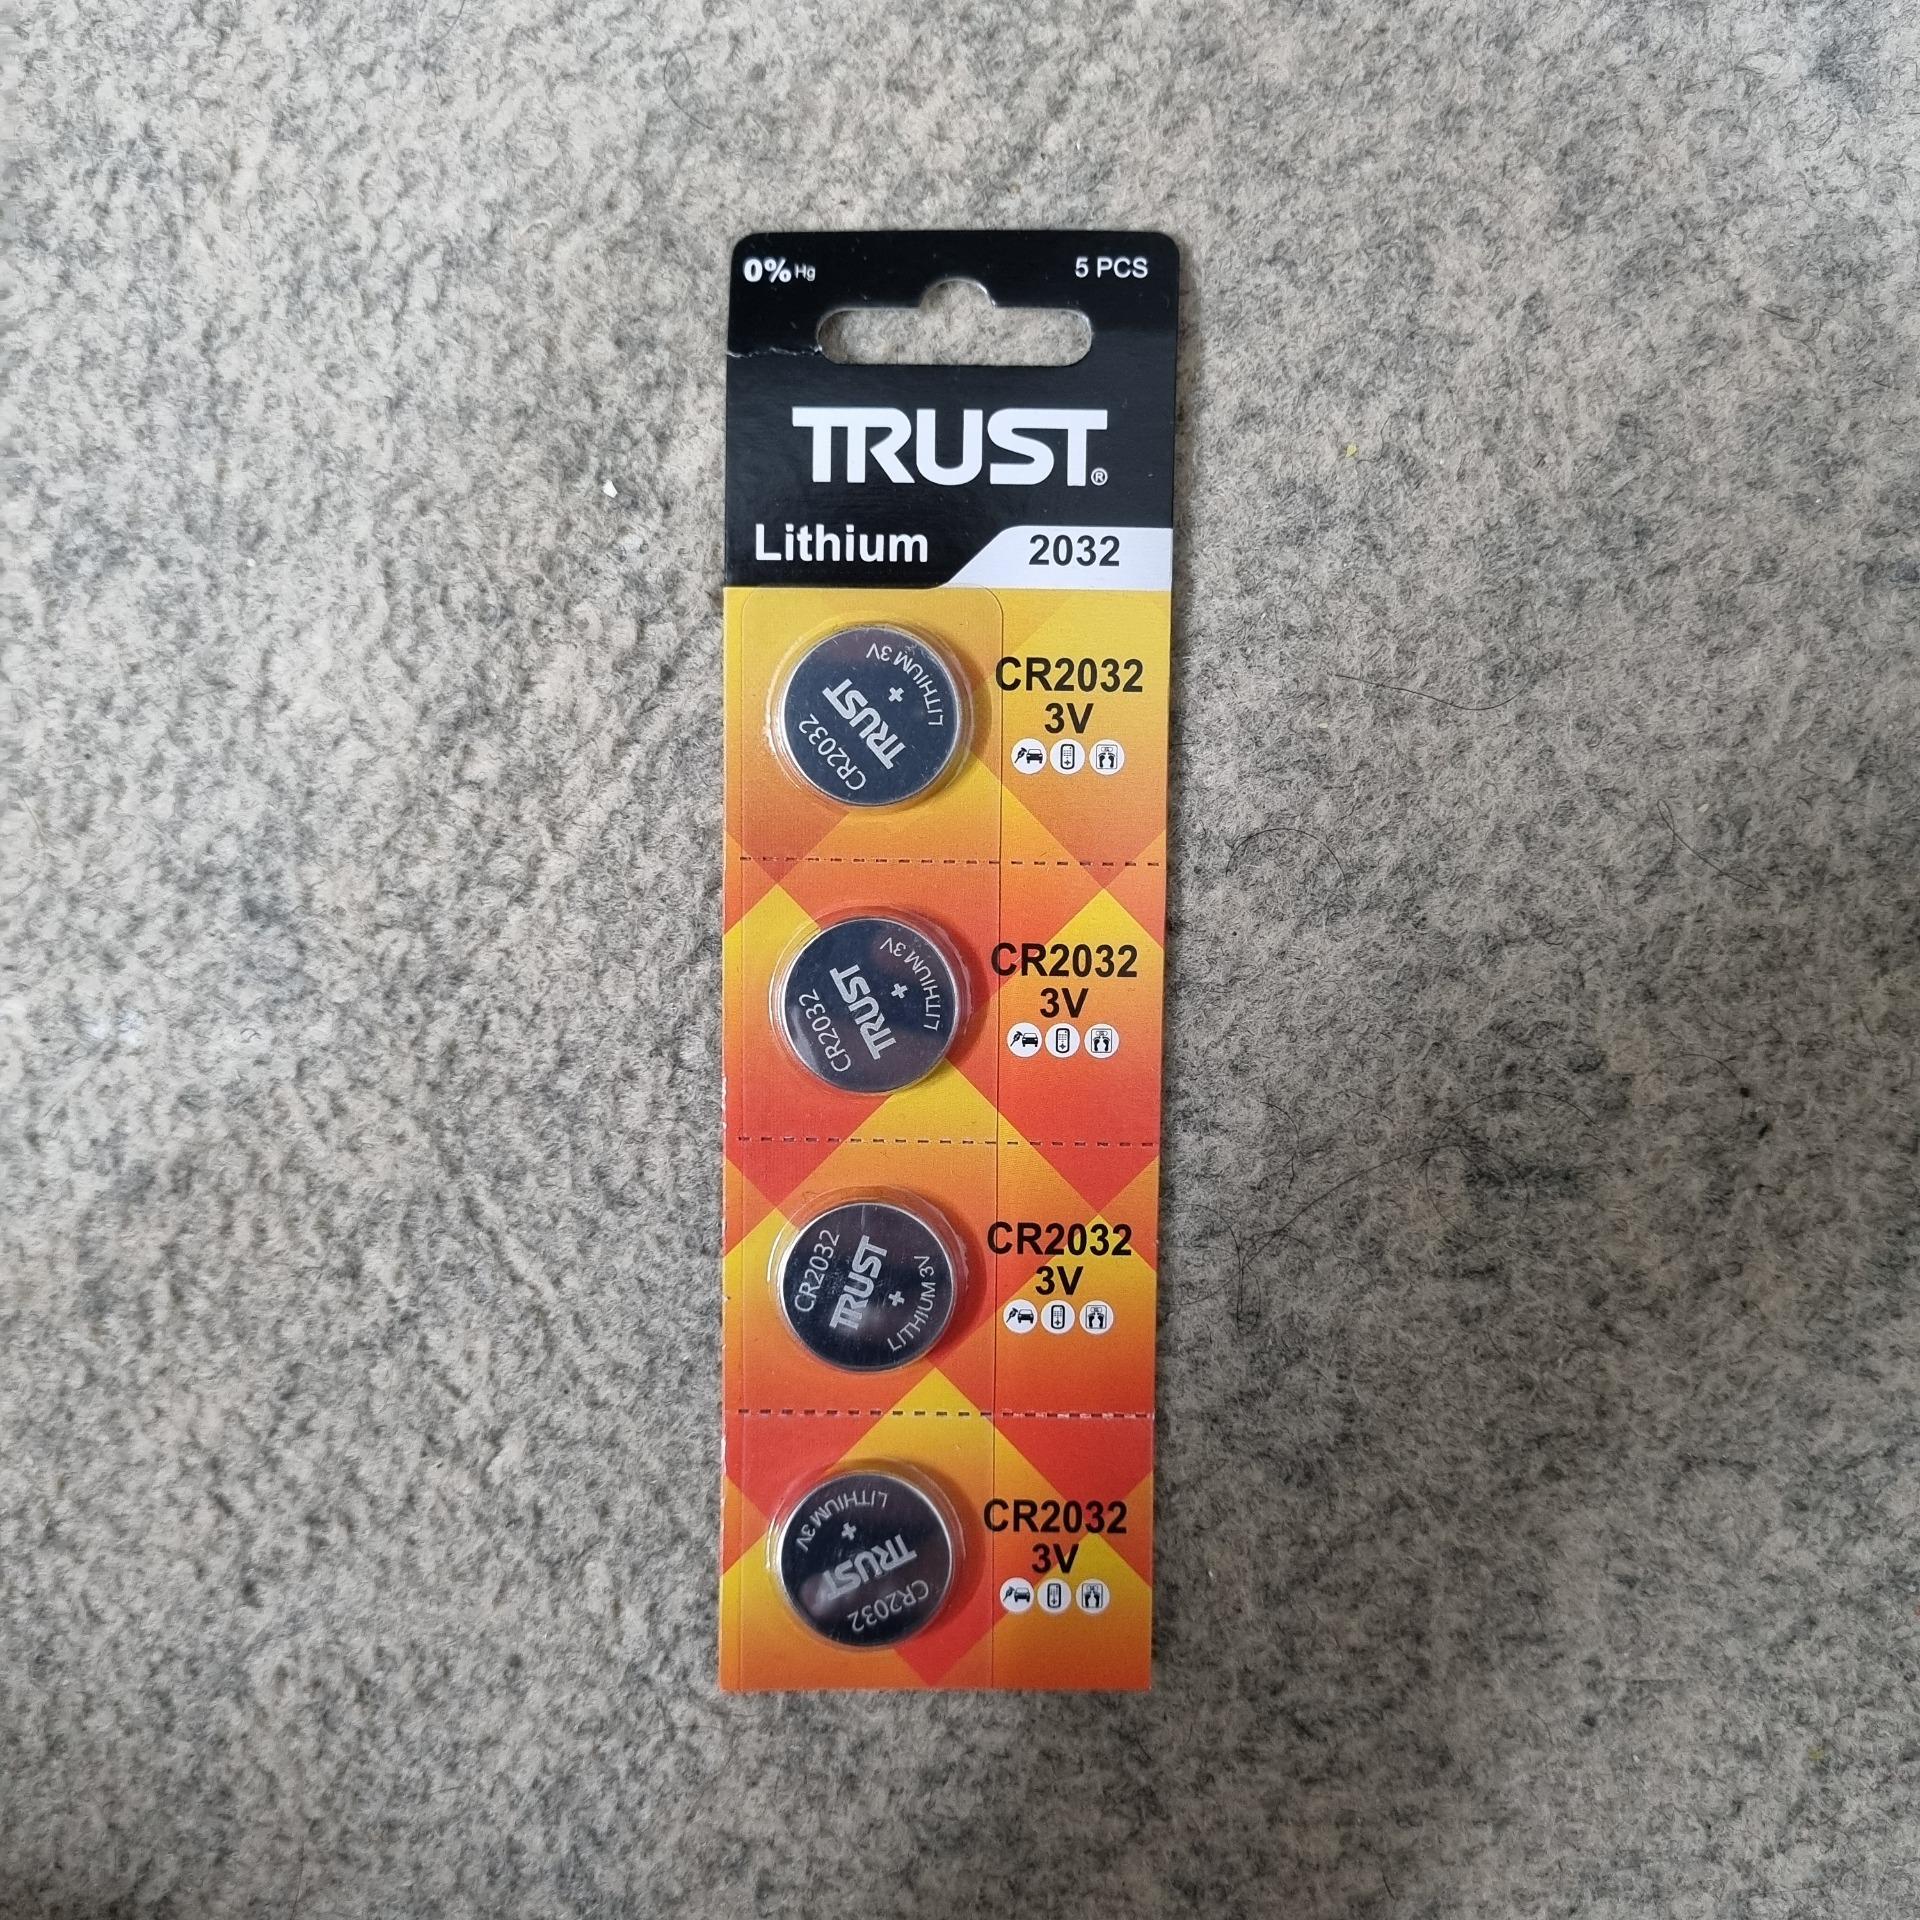 0% Hg
5 PCS
TRUST®
Lithium
2032
LITHIUM 3V
+
TRUST
CR2032
CR2032
3V
LITHIUM 3V
+
TRUST
CR2032
CR2032
3V
CR2032
TRUST
+
LITHIUM 3V
CR2032
3V
LITHIUM 3V
+
TRUST
CR2032
CR2032
3V